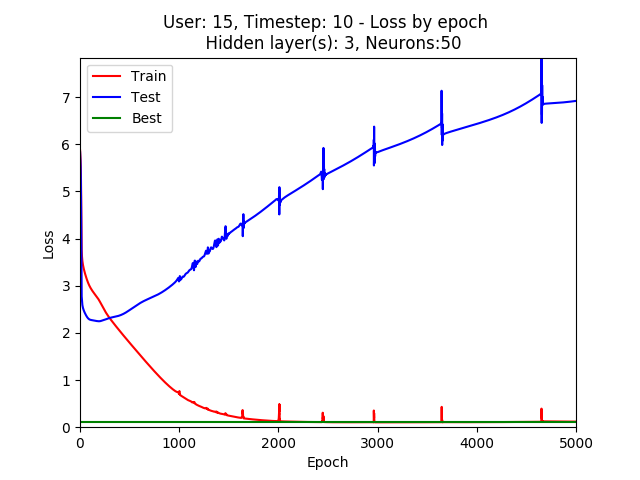 User: 15, Timestep: 10 - Loss by epoch
Hidden layer(s): 3, Neurons:50
Train
Test
Best
7
6
5
4
3
2
1
0
Loss
0 1000 2000 3000 4000 5000
Epoch